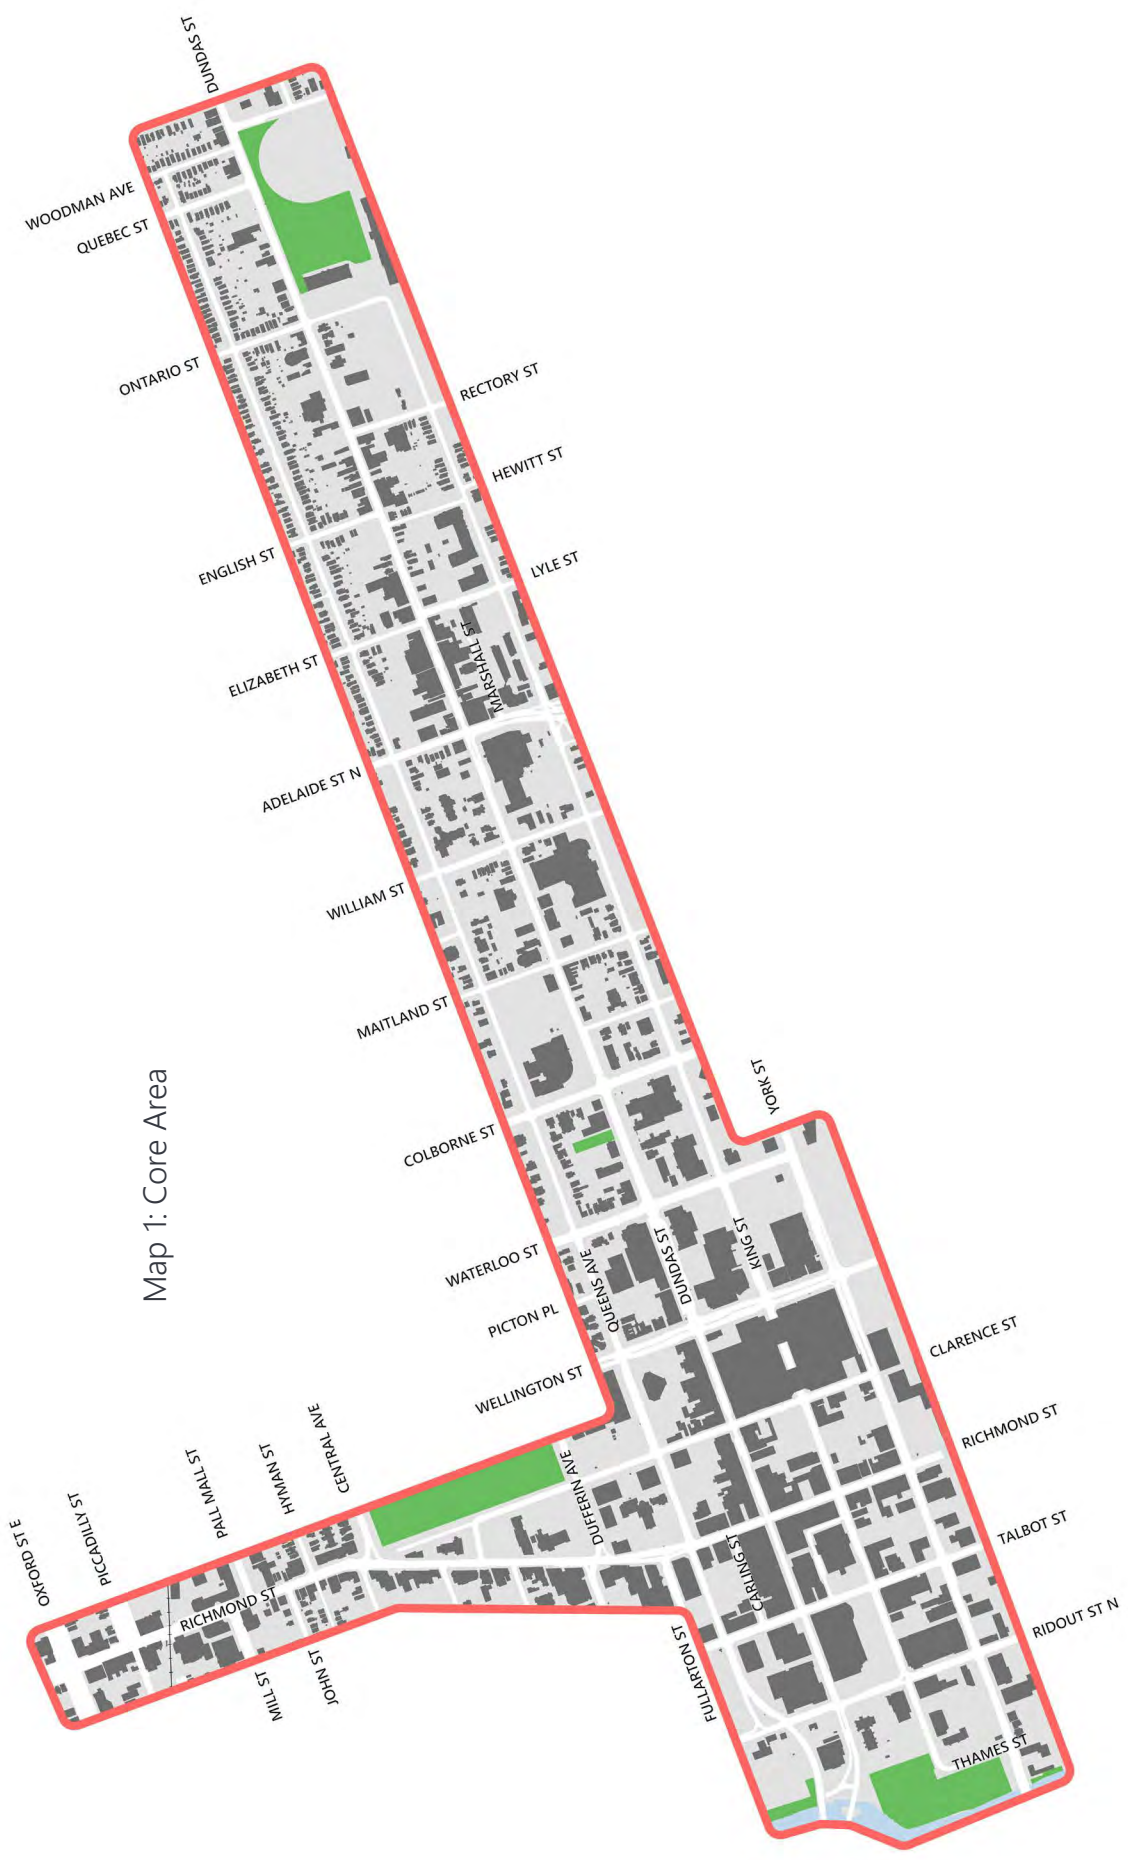 DUNDAS ST
WOODMAN AVE
QUEBEC ST
ONTARIO ST
RECTORY ST
HEWITT ST
ENGLISH ST
LYLE ST
ELIZABETH ST
MARSHALL ST
ADELAIDE ST N
WILLIAM ST
MAITLAND ST
Map 1: Core Area
YORK ST
COLBORNE ST
WATERLOO ST
QUEENS AVE
DUNDAS ST
KING ST
PICTON PL
WELLINGTON ST
CLARENCE ST
RICHMOND ST
CENTRAL AVE
HYMAN ST
PALL MALL ST
PICCADILLY ST
OXFORD ST E
DUFFERIN AVE
TALBOT ST
CARLING ST
RICHMOND ST
RIDOUT ST N
FULLARTON ST
JOHN ST
MILL ST
THAMES ST